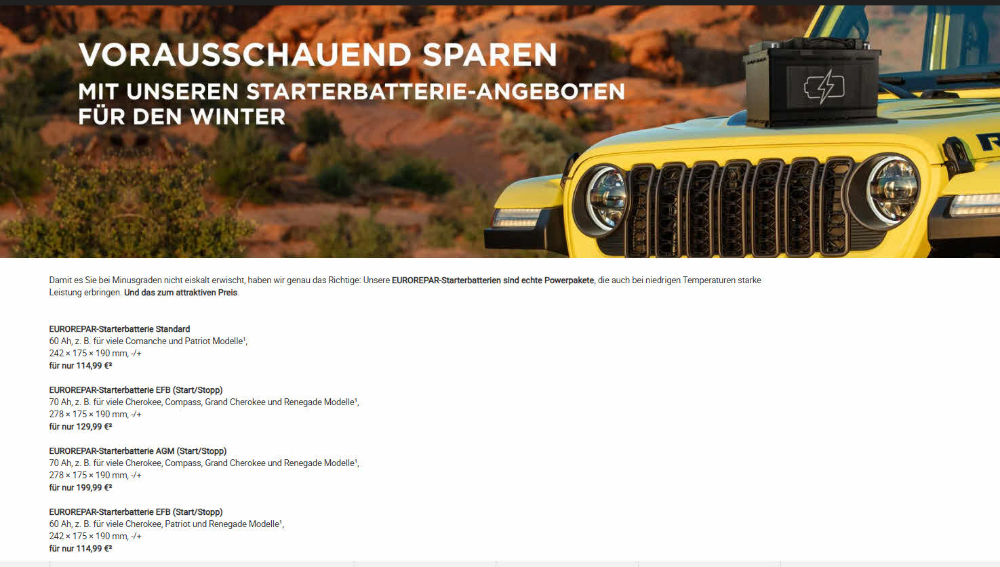 VORAUSSCHAUEND SPAREN
MIT UNSEREN STARTERBATTERIE-ANGEBOTEN
FÜR DEN WINTER
Damit es Sie bei Minusgraden nicht eiskalt erwischt, haben wir genau das Richtige: Unsere EUROREPAR-Starterbatterien sind echte Powerpakete, die auch bei niedrigen Temperaturen starke
Leistung erbringen. Und das zum attraktiven Preis.
EUROREPAR-Starterbatterie Standard
60 Ah, z. B. für viele Comanche und Patriot Modelle¹,
242 × 175 × 190 mm, -/+
für nur 114,99 €²
EUROREPAR-Starterbatterie EFB (Start/Stopp)
70 Ah, z. B. für viele Cherokee, Compass, Grand Cherokee und Renegade Modelle¹,
278 × 175 × 190 mm, -/+
für nur 129,99 €²
EUROREPAR-Starterbatterie AGM (Start/Stopp)
70 Ah, z. B. für viele Cherokee, Compass, Grand Cherokee und Renegade Modelle¹,
278 × 175 × 190 mm, -/+
für nur 199,99 €²
EUROREPAR-Starterbatterie EFB (Start/Stopp)
60 Ah, z. B. für viele Cherokee, Patriot und Renegade Modelle¹,
242 × 175 × 190 mm, -/+
für nur 114,99 €²